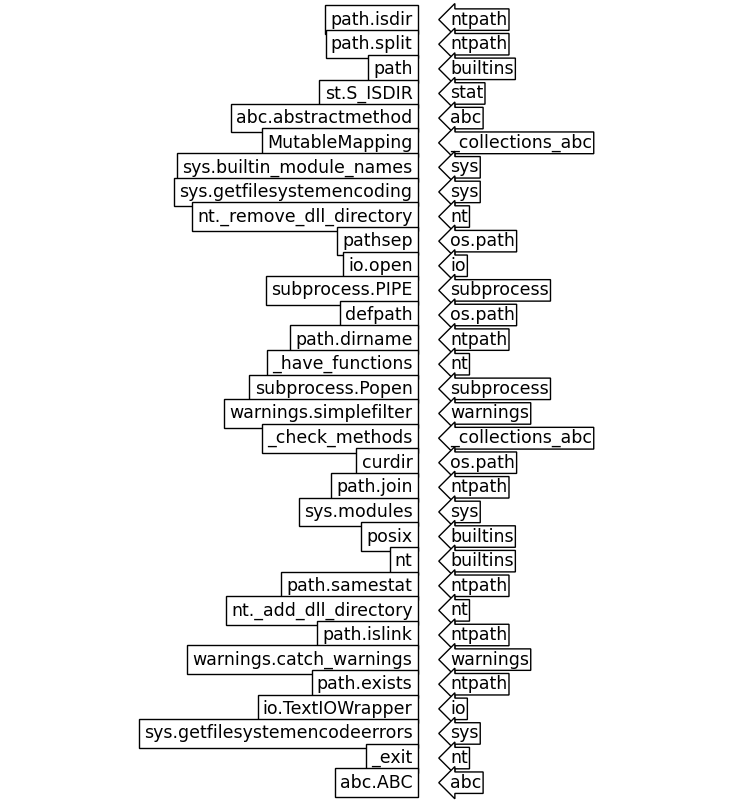 path.isdir ntpath
path.split ntpath
path builtins
st.S_ISDIR stat
abc.abstractmethod abc
MutableMapping _collections_abc
sys.builtin_module_names sys
sys.getfilesystemencoding sys
nt._remove_dll_directory nt
pathsep os.path
io.open io
subprocess.PIPE subprocess
defpath os.path
path.dirname ntpath
_have_functions nt
subprocess.Popen subprocess
warnings.simplefilter warnings
_check_methods _collections_abc
curdir os.path
path.join ntpath
sys.modules sys
posix builtins
nt builtins
path.samestat ntpath
nt._add_dll_directory nt
path.islink ntpath
warnings.catch_warnings warnings
path.exists ntpath
io.TextIOWrapper io
sys.getfilesystemencodeerrors sys
_exit nt
abc.ABC abc